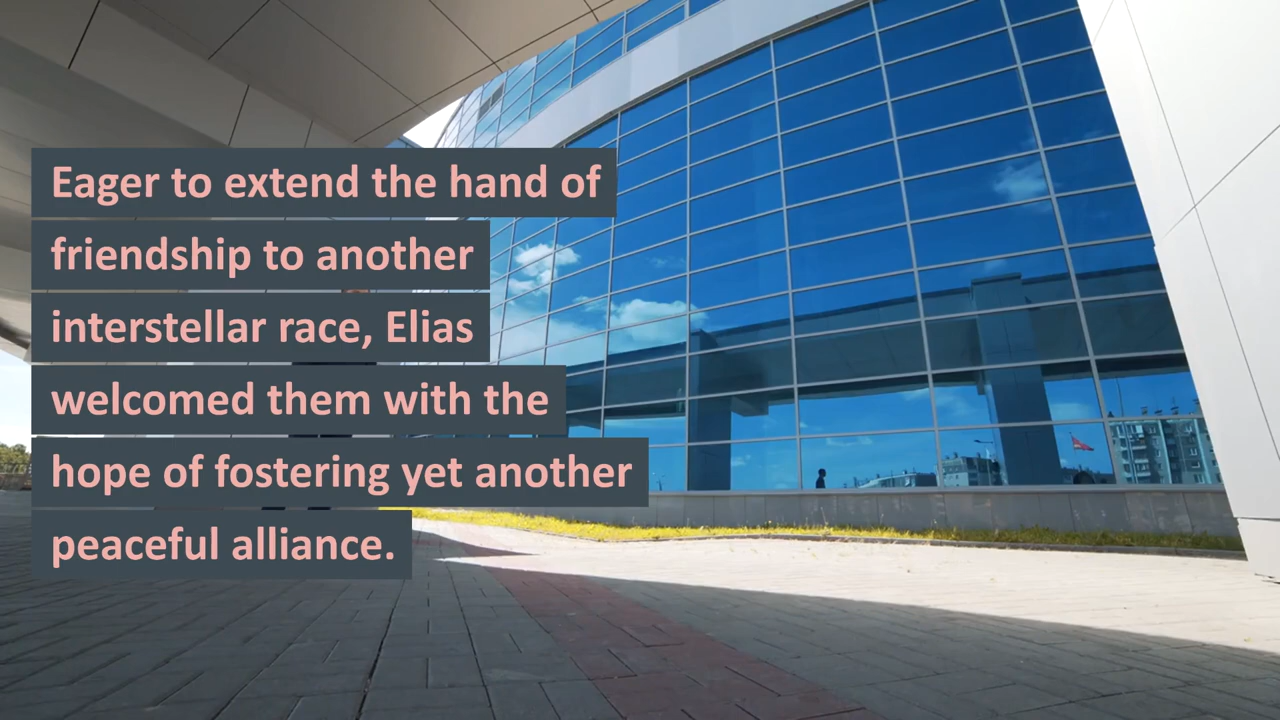 Eager to extend the hand of
friendship to another
interstellar race, Elias
welcomed them with the
hope of fostering yet another
peaceful alliance.